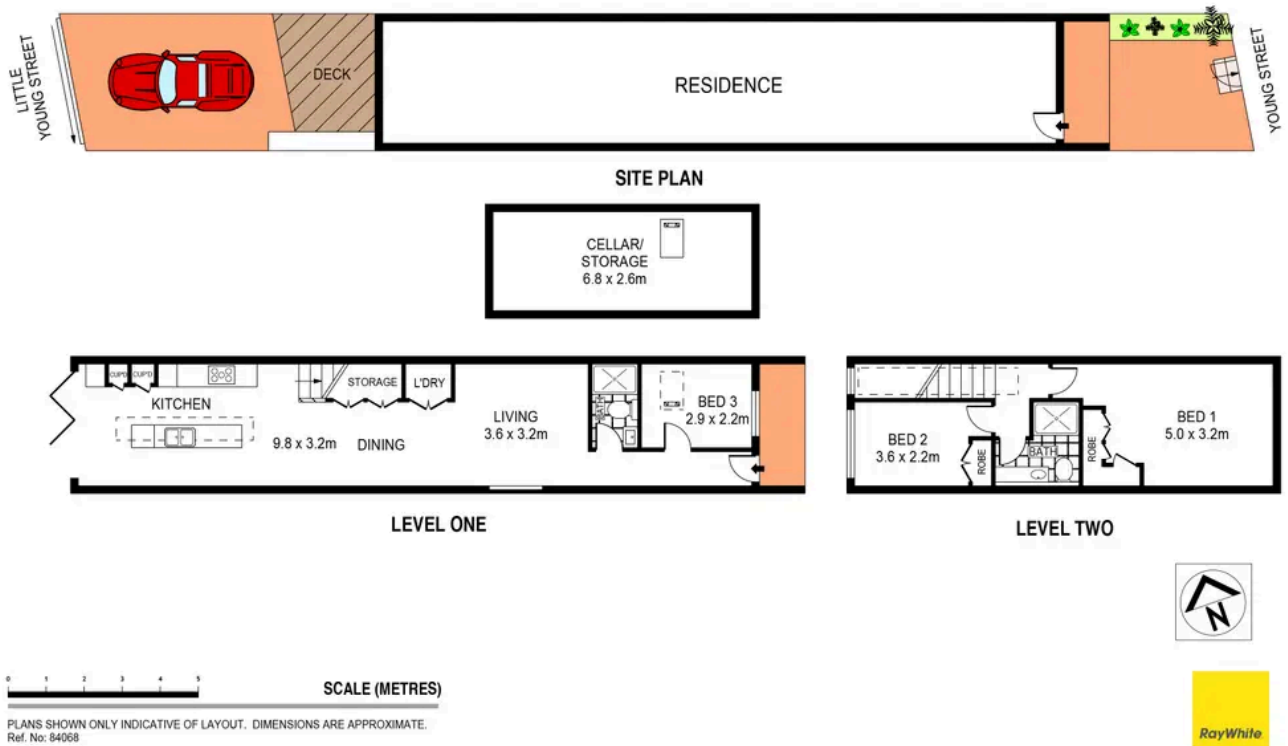 LITTLE
YOUNG STREET
DECK
RESIDENCE
YOUNG STREET
SITE PLAN
CELLAR/
STORAGE
6.8 x 2.6m
CUP'D
CUP'D
KITCHEN
STORAGE
L'DRY
9.8 x 3.2m
DINING
LIVING
3.6 x 3.2m
BATH
BED 3
2.9 x 2.2m
LEVEL ONE
BED 2
3.6 x 2.2m
ROBE
BATH
ROBE
BED 1
5.0 x 3.2m
LEVEL TWO
N
0 1 2 3 4 5
SCALE (METRES)
PLANS SHOWN ONLY INDICATIVE OF LAYOUT. DIMENSIONS ARE APPROXIMATE.
Ref. No: 84068
RayWhite